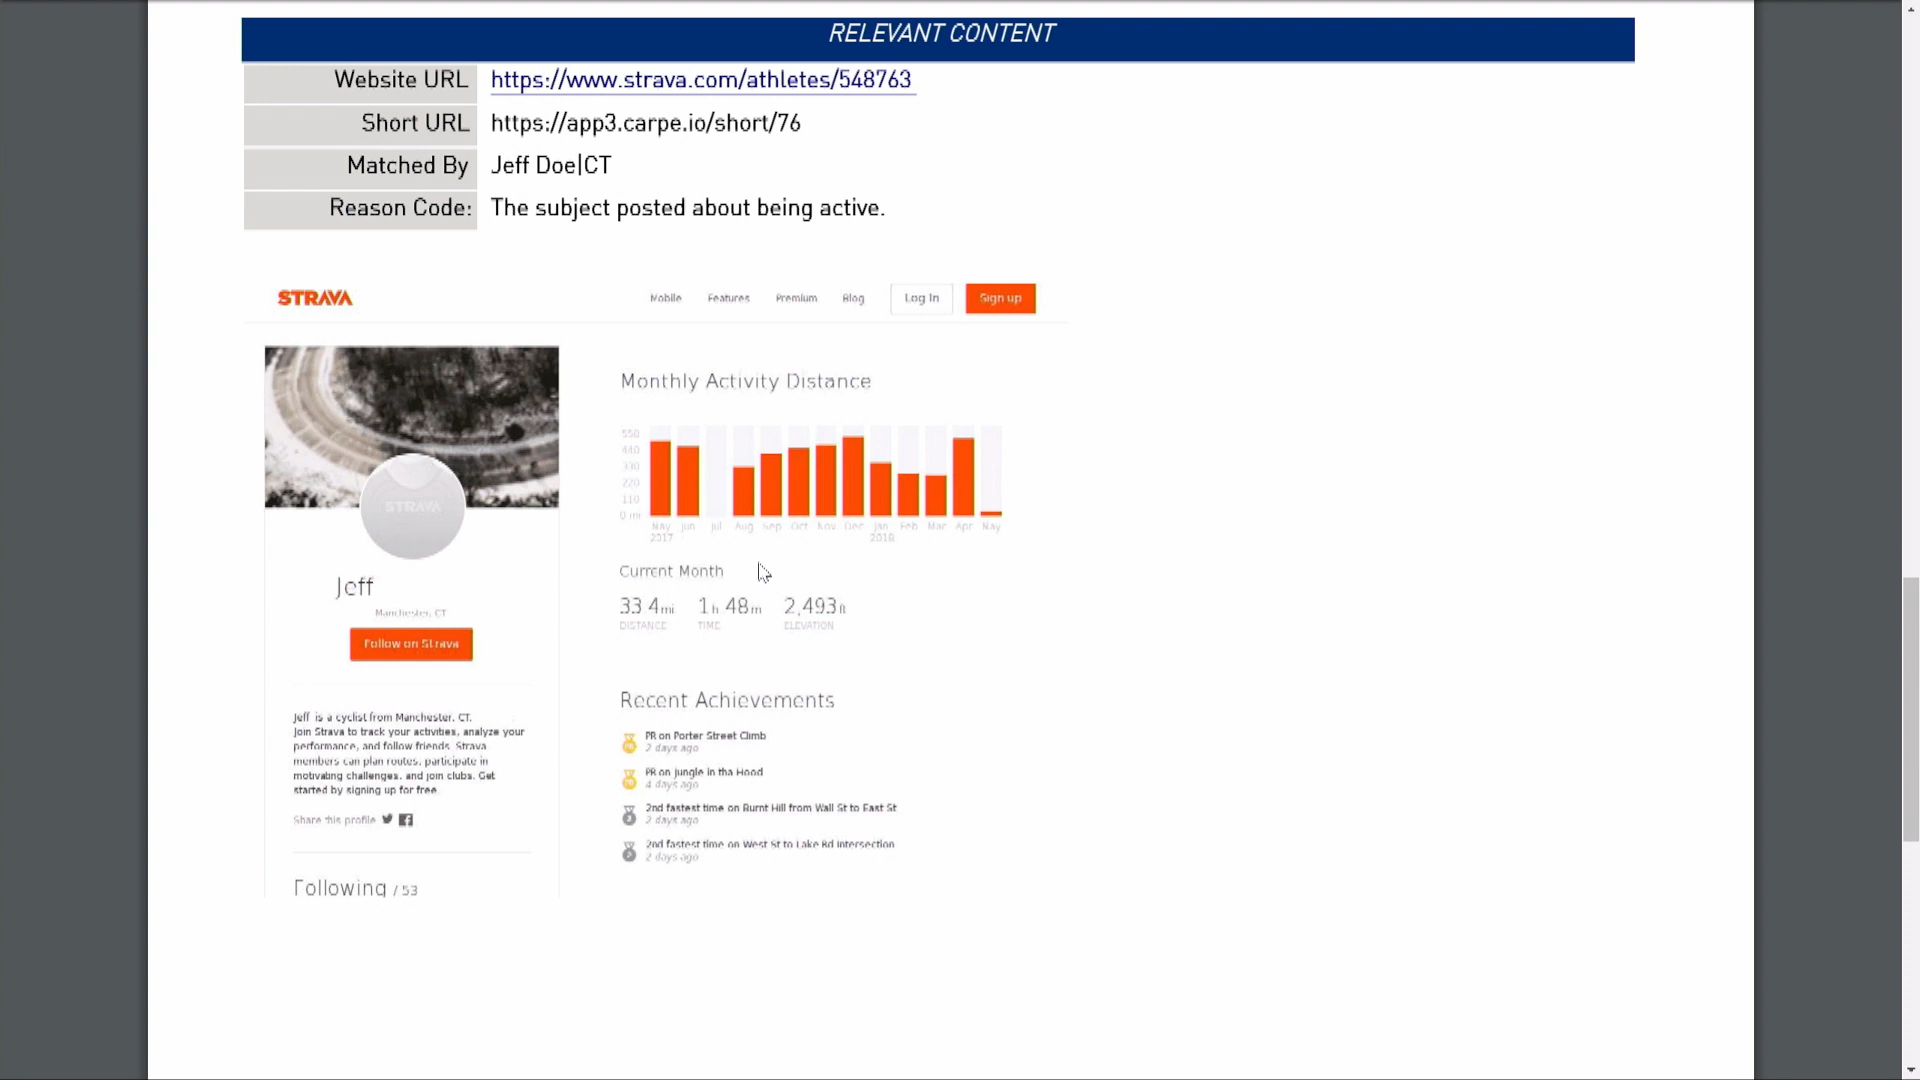 RELEVANT CONTENT
Website URL https://www.strava.com/athletes/548763
Short URL https://app3.carpe.io/short/76
Matched By Jeff Doe|CT
Reason Code: The subject posted about being active.
STRAVA Mobile Features Premium Blog Log In Sign up
Monthly Activity Distance
550
440
330
220
110
0 mi
May Jun Jul Aug Sep Oct Nov Dec Jan Feb Mar Apr May
2017 2018
STRAVA
Current Month
33.4mi 1h 48m 2,493ft
DISTANCE TIME ELEVATION
Jeff
Manchester, CT
Follow on Strava
Jeff is a cyclist from Manchester, CT.
Join Strava to track your activities, analyze your
performance, and follow friends. Strava
members can plan routes, participate in
motivating challenges, and join clubs. Get
started by signing up for free.
Share this profile
Following / 53
Recent Achievements
PR on Porter Street Climb
2 days ago
PR on Jungle in tha Hood
4 days ago
2nd fastest time on Burnt Hill from Wall St to East St
2 days ago
2nd fastest time on West St to Lake Rd Intersection
2 days ago